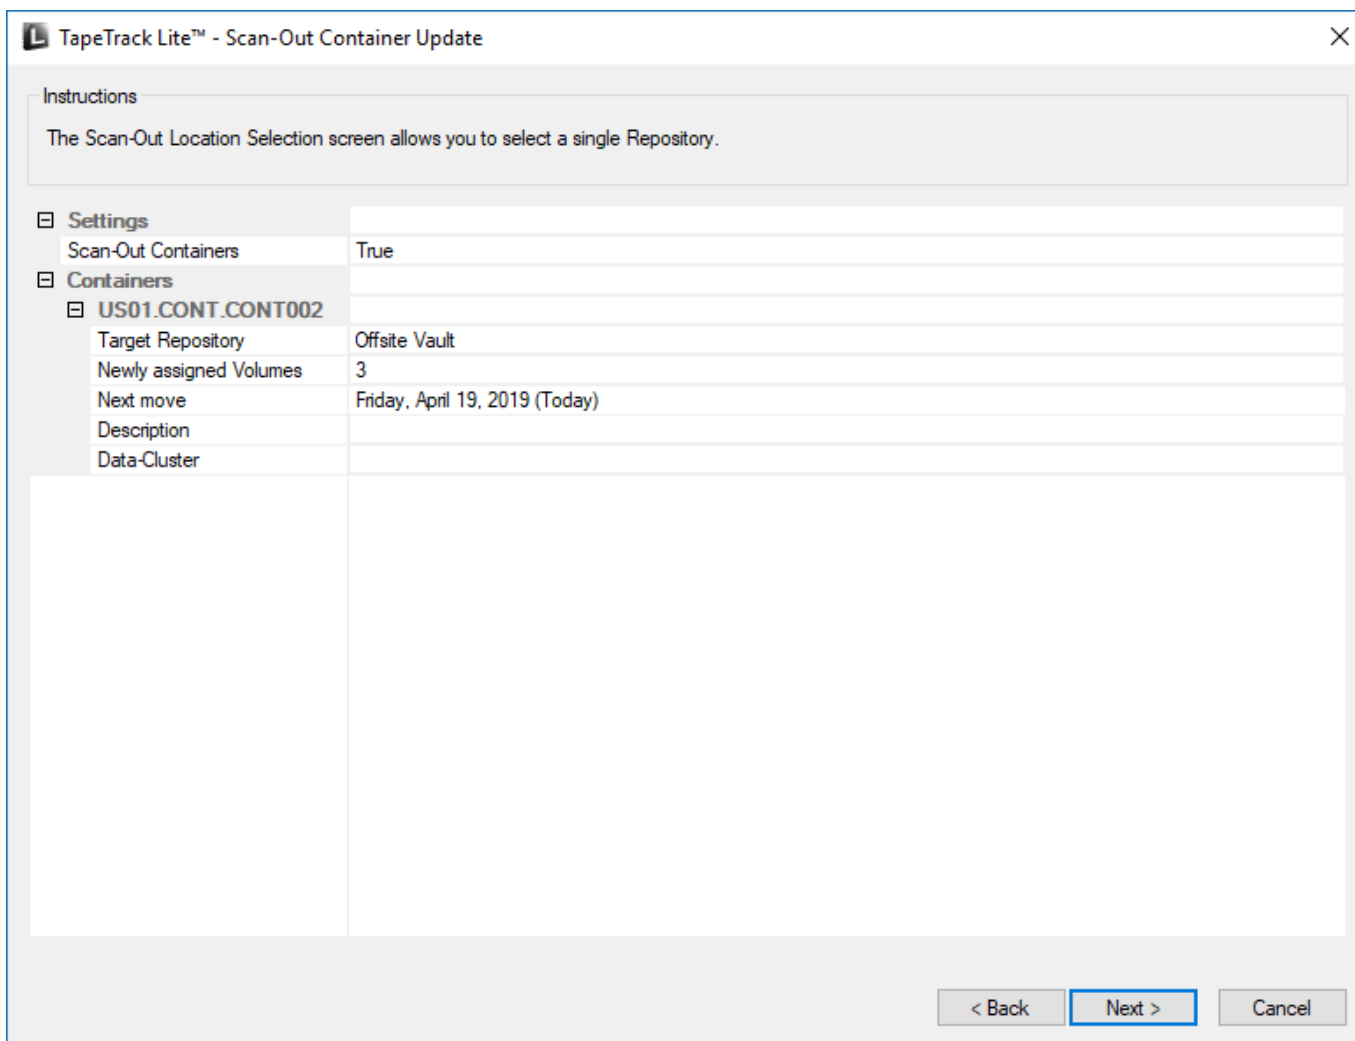 TapeTrack Lite™ - Scan-Out Container Update
Instructions
The Scan-Out Location Selection screen allows you to select a single Repository.
Settings
Scan-Out Containers True
Containers
US01.CONT.CONT002
Target Repository Offsite Vault
Newly assigned Volumes 3
Next move Friday, April 19, 2019 (Today)
Description
Data-Cluster
< Back Next > Cancel